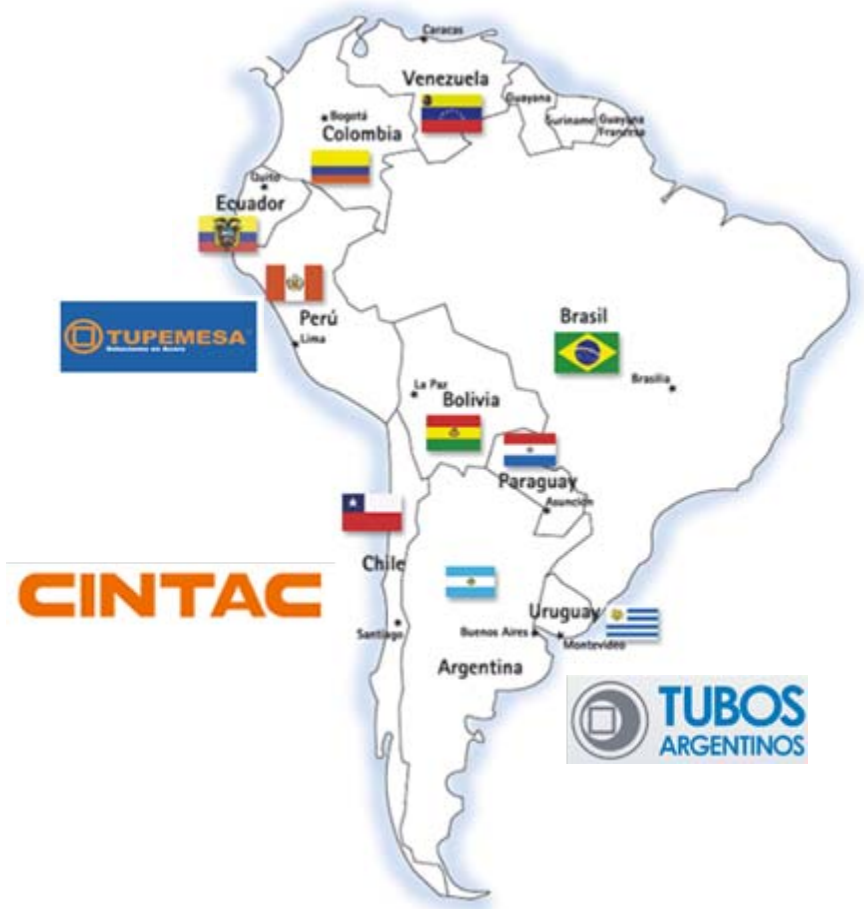 Caracas
Venezuela
Guayana
Suriname
Guayana
Francesa
Bogotá
Colombia
Quito
Ecuador
Perú
Lima
TUPEMESA
Soluciones en Acero
Brasil
Brasilia
La Paz
Bolivia
Paraguay
Asunción
Chile
CINTAC
Santiago
Uruguay
Buenos Aires
Montevideo
Argentina
TUBOS
ARGENTINOS